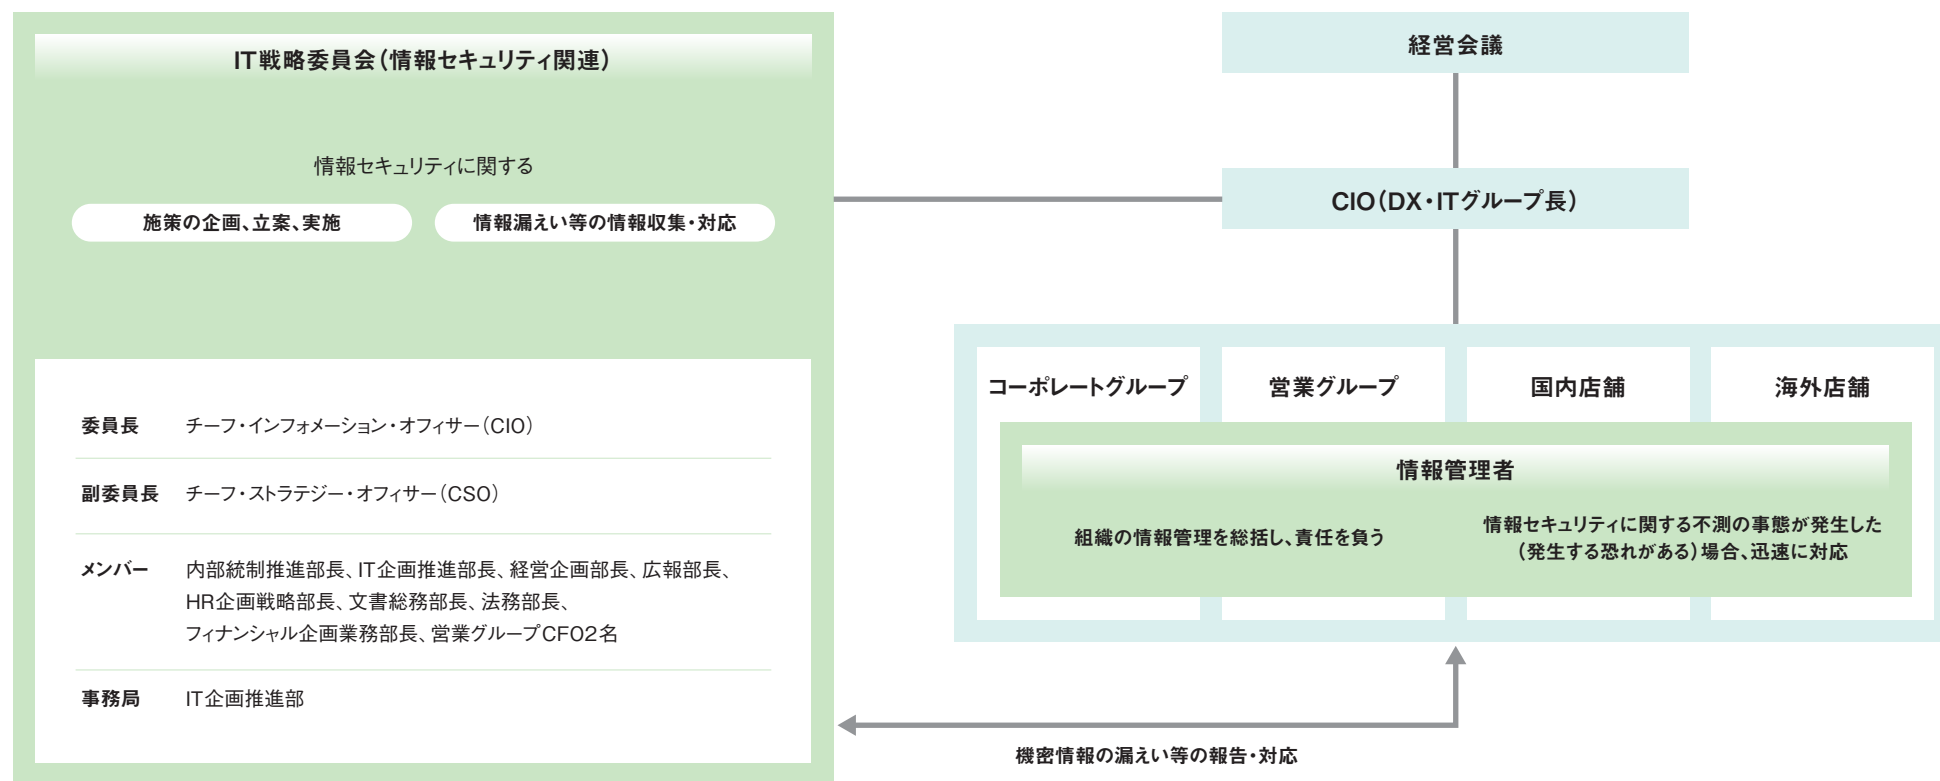 IT戦略委員会(情報セキュリティ関連)
情報セキュリティに関する
施策の企画、立案、実施
情報漏えい等の情報収集・対応
委員長 チーフ・インフォメーション・オフィサー(CIO)
副委員長 チーフ・ストラテジー・オフィサー(CSO)
メンバー 内部統制推進部長、IT企画推進部長、経営企画部長、広報部長、
HR企画戦略部長、文書総務部長、法務部長、
フィナンシャル企画業務部長、営業グループCFO2名
事務局 IT企画推進部
経営会議
CIO(DX・ITグループ長)
コーポレートグループ
営業グループ
国内店舗
海外店舗
情報管理者
組織の情報管理を総括し、責任を負う
情報セキュリティに関する不測の事態が発生した
(発生する恐れがある)場合、迅速に対応
機密情報の漏えい等の報告・対応